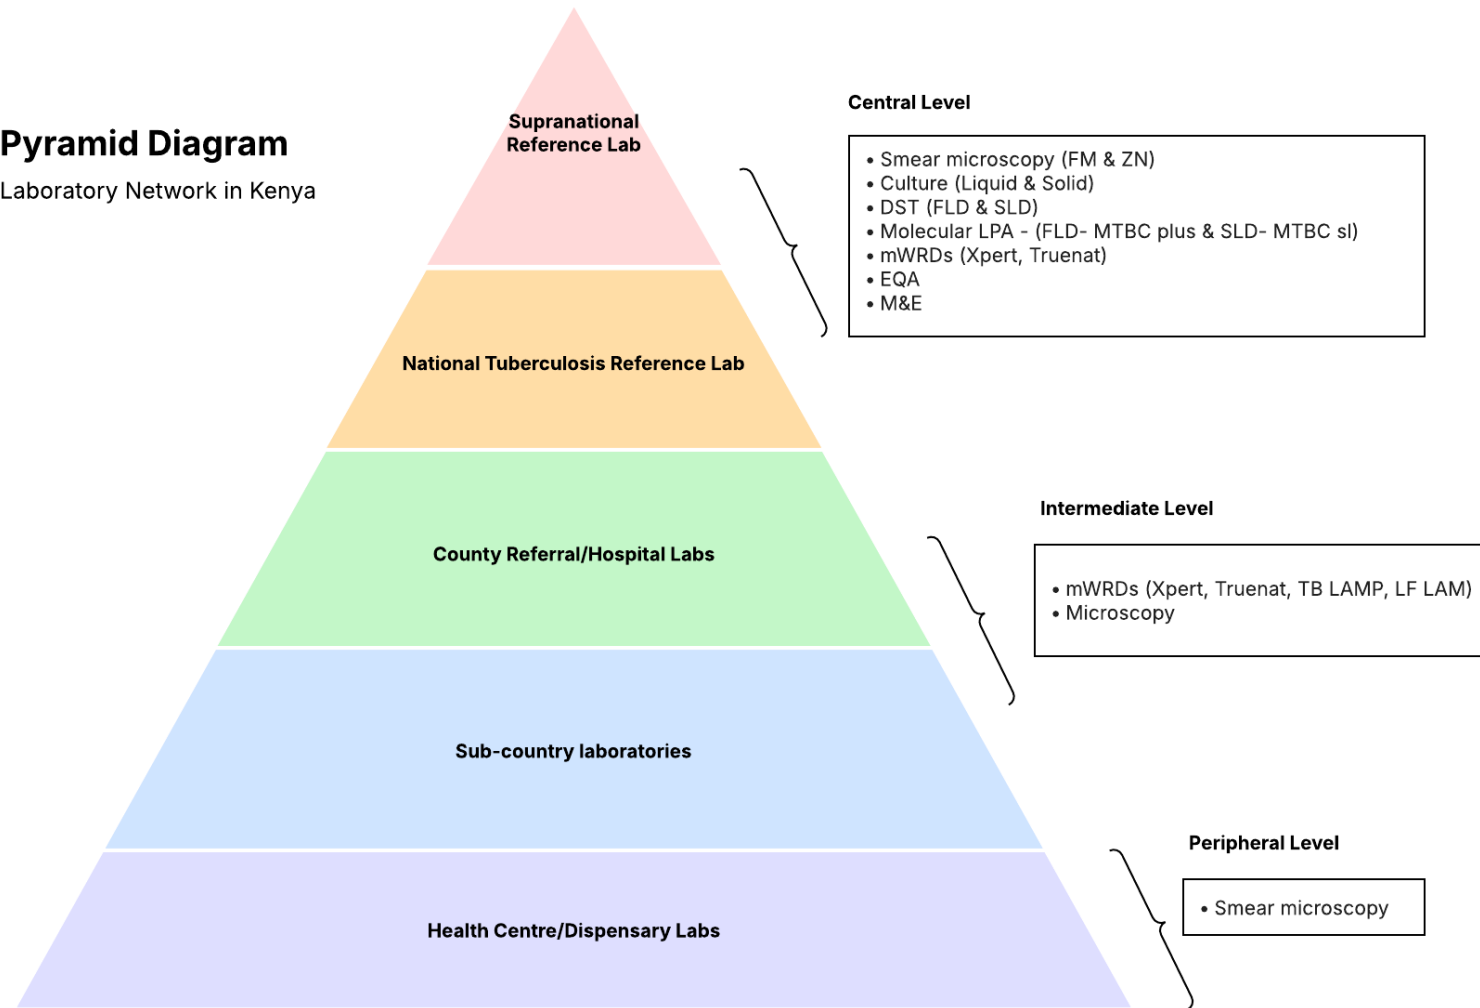 Pyramid Diagram
Laboratory Network in Kenya
Supranational
Reference Lab
National Tuberculosis Reference Lab
County Referral/Hospital Labs
Sub-country laboratories
Health Centre/Dispensary Labs
Central Level
• Smear microscopy (FM & ZN)
• Culture (Liquid & Solid)
• DST (FLD & SLD)
• Molecular LPA - (FLD- MTBC plus & SLD- MTBC sl)
• mWRDs (Xpert, Truenat)
• EQA
• M&E
Intermediate Level
• mWRDs (Xpert, Truenat, TB LAMP, LF LAM)
• Microscopy
Peripheral Level
• Smear microscopy